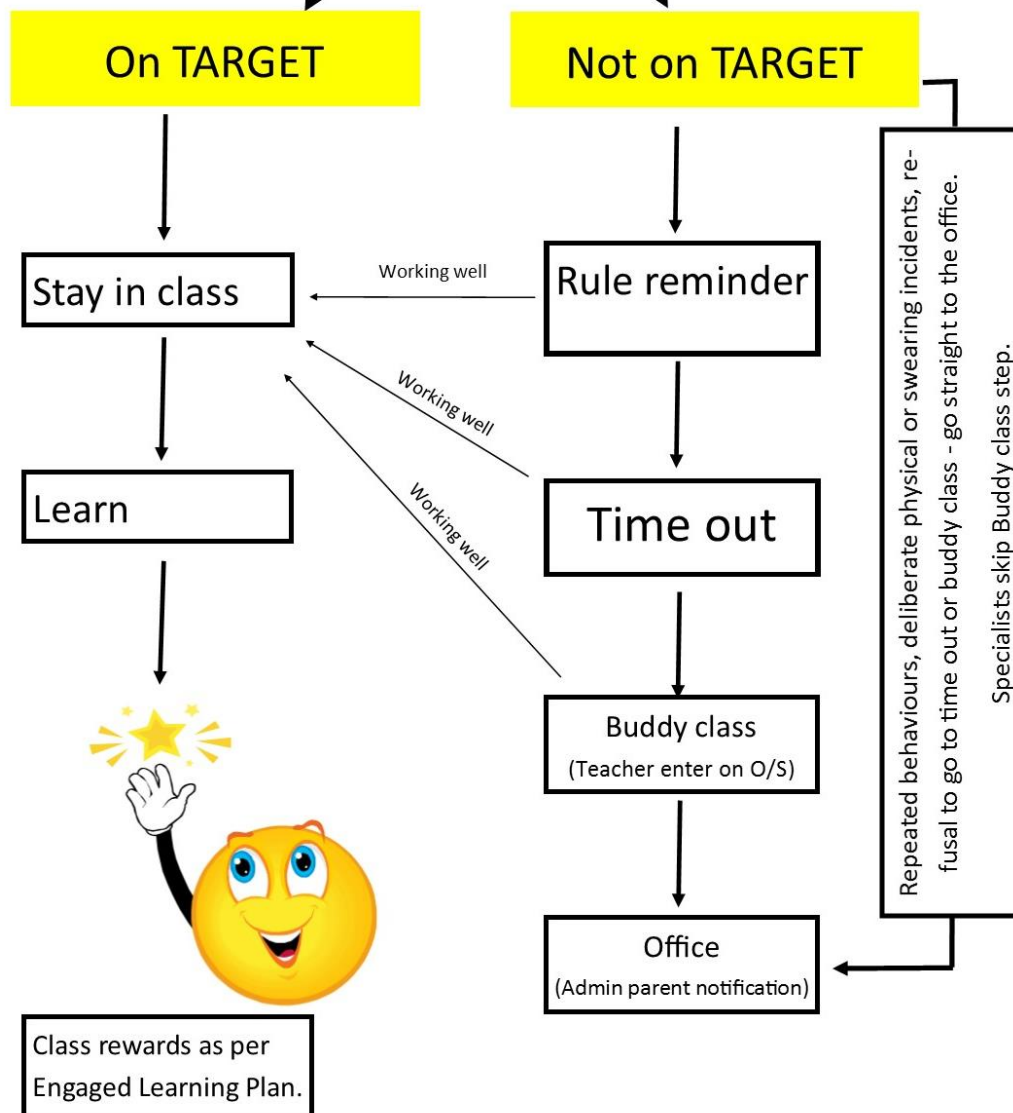 On TARGET
Not on TARGET
Stay in class
Working well
Rule reminder
Working well
Learn
Time out
Working well
Buddy class
(Teacher enter on O/S)
Office
(Admin parent notification)
Class rewards as per
Engaged Learning Plan.
Repeated behaviours, deliberate physical or swearing incidents, re-
fusal to go to time out or buddy class - go straight to the office.
Specialists skip Buddy class step.